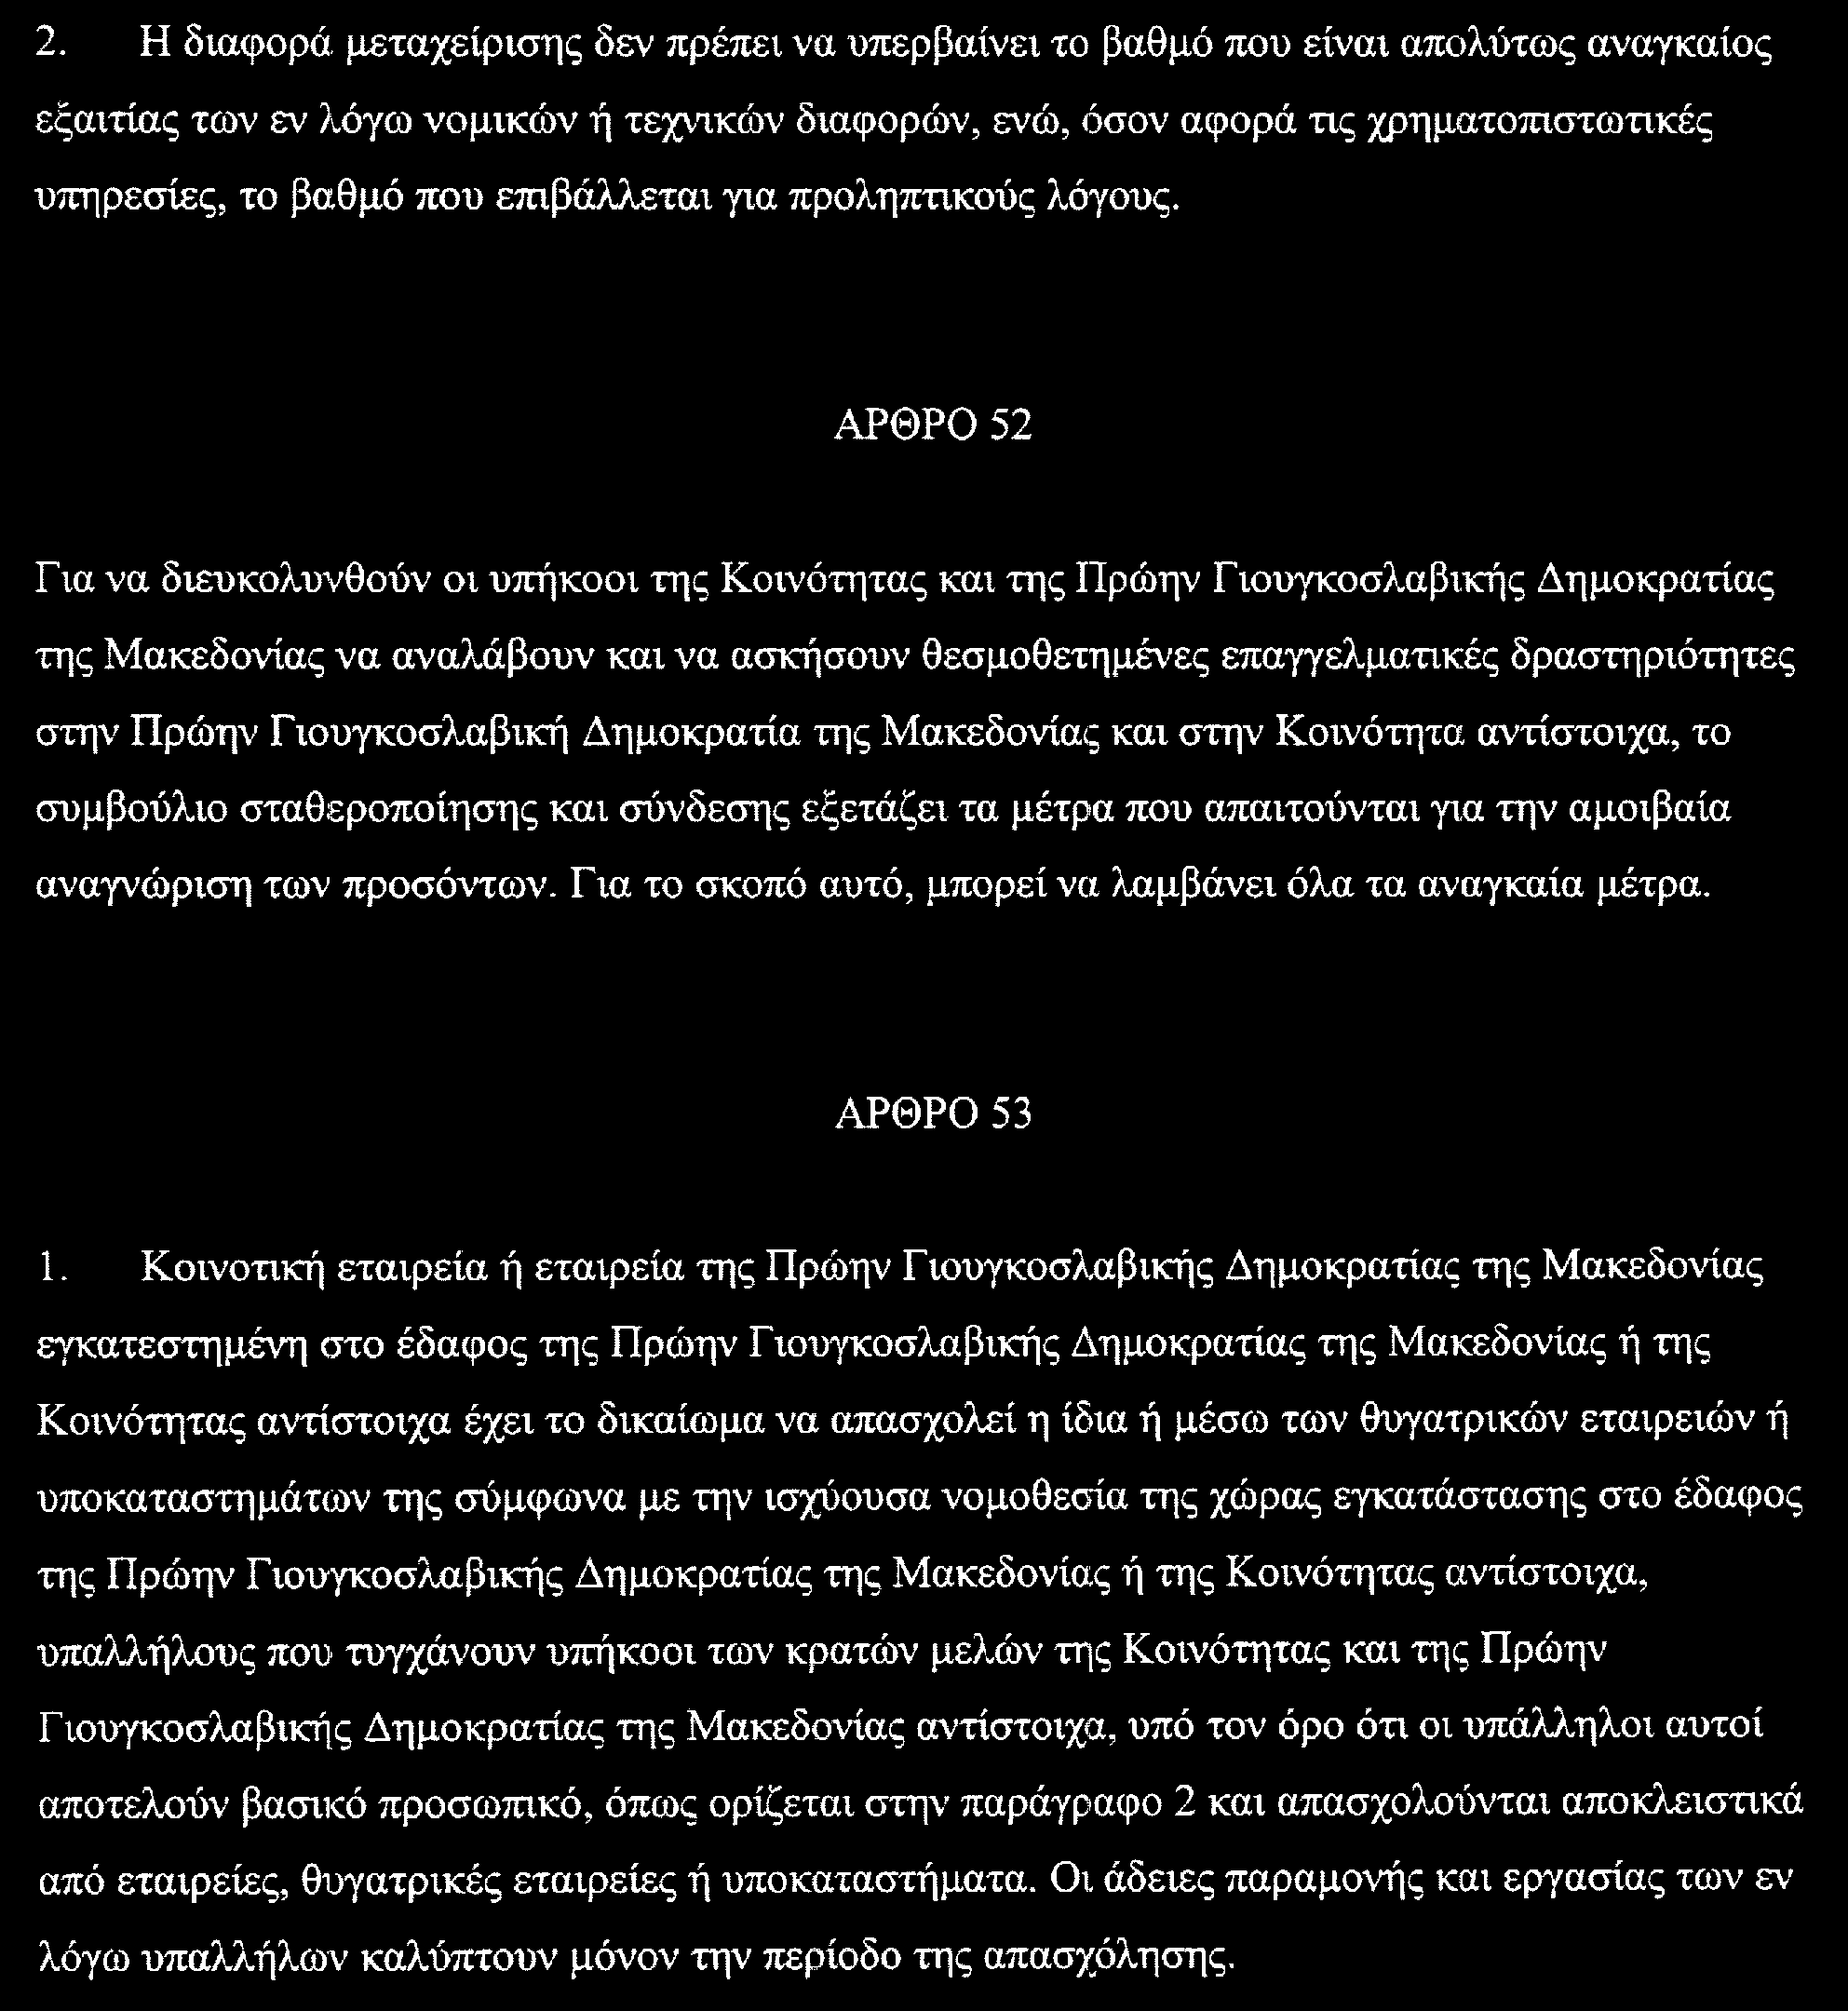 2. Η διαφορά μεταχείρισης δεν πρέπει να υπερβαίνει το βαθμό που είναι απολύτως αναγκαίος
εξαιτίας των εν λόγω νομικών ή τεχνικών διαφορών, ενώ, όσον αφορά τις χρηματοπιστωτικές
υπηρεσίες, το βαθμό που επιβάλλεται για προληπτικούς λόγους.
ΑΡΘΡΟ 52
Για να διευκολυνθούν οι υπήκοοι της Κοινότητας και της Πρώην Γιουγκοσλαβικής Δημοκρατίας
της Μακεδονίας να αναλάβουν και να ασκήσουν θεσμοθετημένες επαγγελματικές δραστηριότητες
στην Πρώην Γιουγκοσλαβική Δημοκρατία της Μακεδονίας και στην Κοινότητα αντίστοιχα, το
συμβούλιο σταθεροποίησης και σύνδεσης εξετάζει τα μέτρα που απαιτούνται για την αμοιβαία
αναγνώριση των προσόντων. Για το σκοπό αυτό, μπορεί να λαμβάνει όλα τα αναγκαία μέτρα.
ΑΡΘΡΟ 53
1. Κοινοτική εταιρεία ή εταιρεία της Πρώην Γιουγκοσλαβικής Δημοκρατίας της Μακεδονίας
εγκατεστημένη στο έδαφος της Πρώην Γιουγκοσλαβικής Δημοκρατίας της Μακεδονίας ή της
Κοινότητας αντίστοιχα έχει το δικαίωμα να απασχολεί η ίδια ή μέσω των θυγατρικών εταιρειών ή
υποκαταστημάτων της σύμφωνα με την ισχύουσα νομοθεσία της χώρας εγκατάστασης στο έδαφος
της Πρώην Γιουγκοσλαβικής Δημοκρατίας της Μακεδονίας ή της Κοινότητας αντίστοιχα,
υπαλλήλους που τυγχάνουν υπήκοοι των κρατών μελών της Κοινότητας και της Πρώην
Γιουγκοσλαβικής Δημοκρατίας της Μακεδονίας αντίστοιχα, υπό τον όρο ότι οι υπάλληλοι αυτοί
αποτελούν βασικό προσωπικό, όπως ορίζεται στην παράγραφο 2 και απασχολούνται αποκλειστικά
από εταιρείες, θυγατρικές εταιρείες ή υποκαταστήματα. Οι άδειες παραμονής και εργασίας των εν
λόγω υπαλλήλων καλύπτουν μόνον την περίοδο της απασχόλησης.